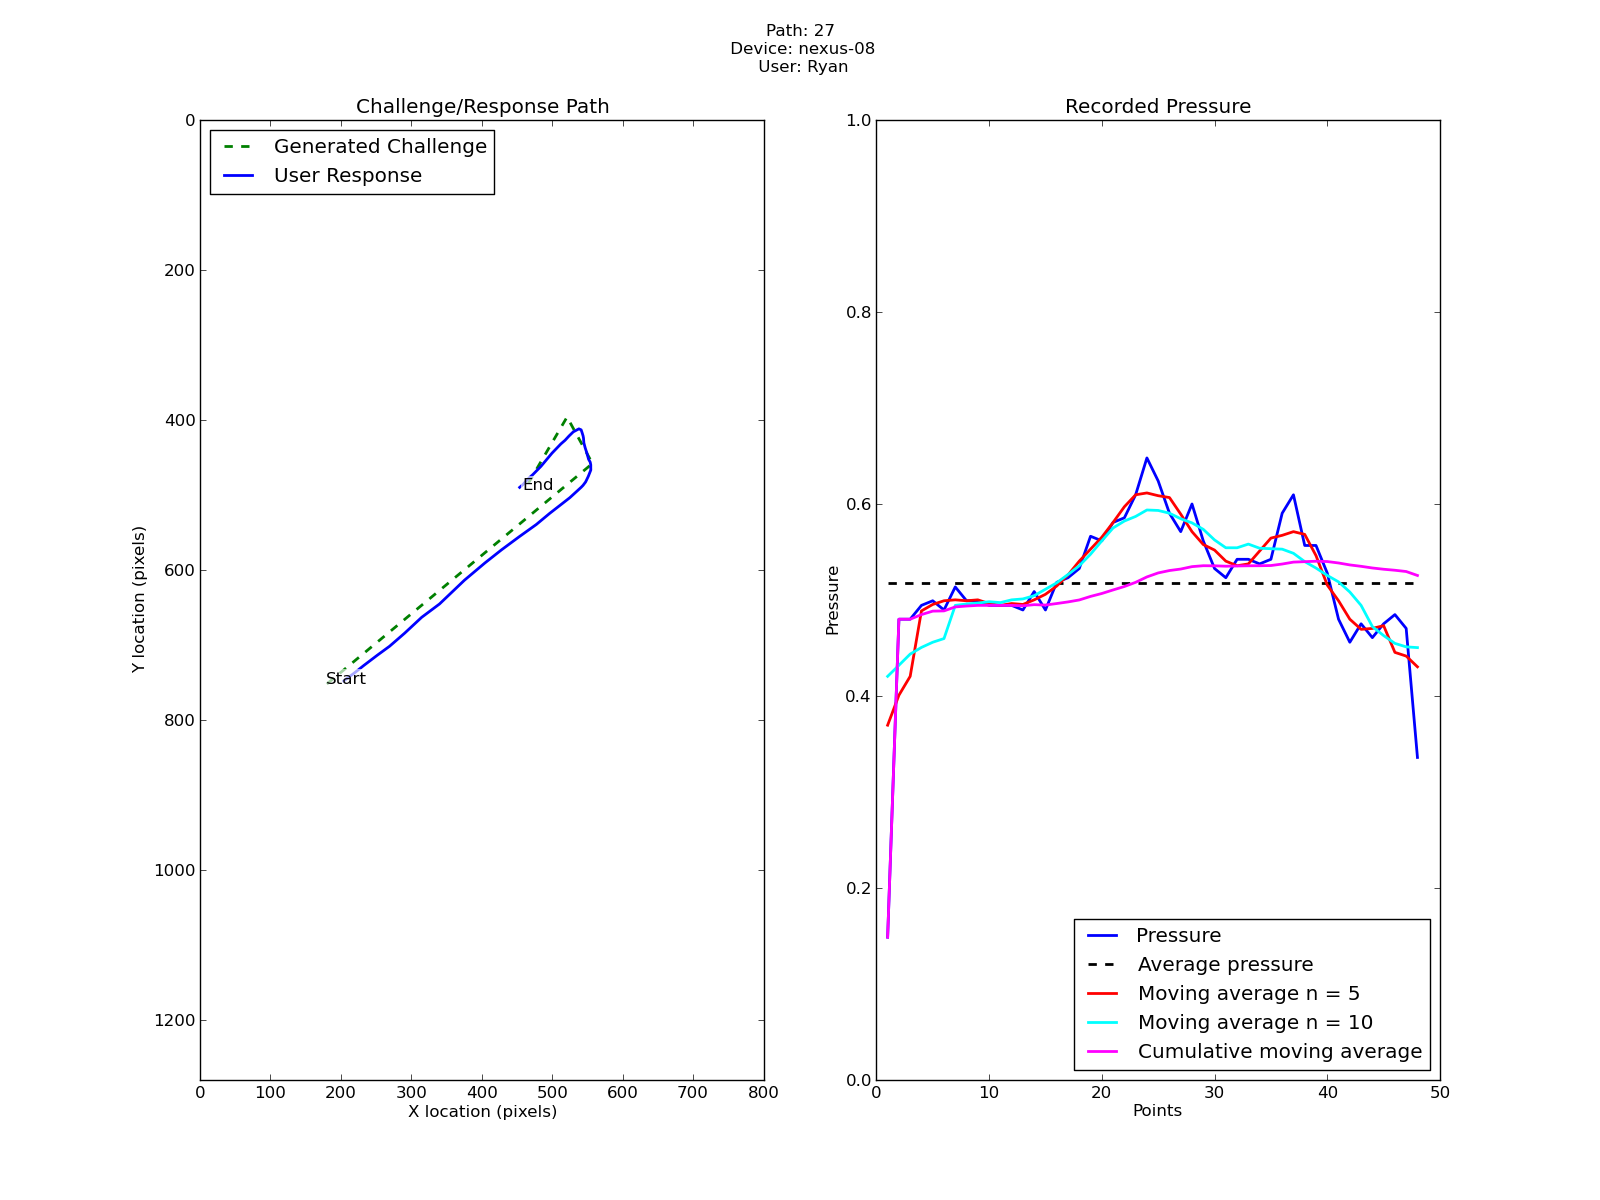 Path: 27
Device: nexus-08
User: Ryan
Challenge/Response Path
Generated Challenge
User Response
0
200
400
600
800
1000
1200
Y location (pixels)
Start
End
0 100 200 300 400 500 600 700 800
X location (pixels)
Recorded Pressure
1.0
0.8
0.6
0.4
0.2
0.0
Pressure
Pressure
Average pressure
Moving average n = 5
Moving average n = 10
Cumulative moving average
0 10 20 30 40 50
Points